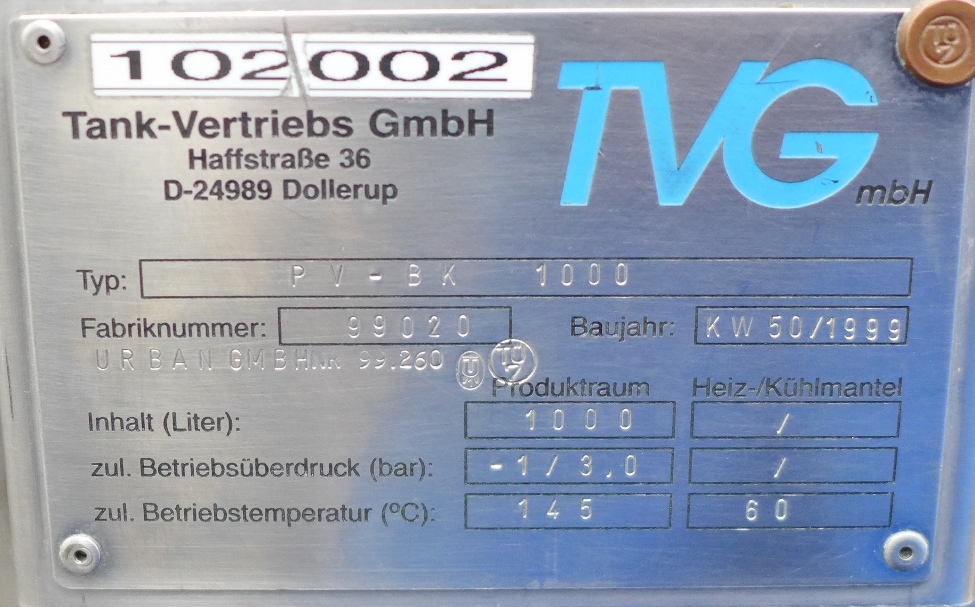 102002
TVG mbH
Tank-Vertriebs GmbH
Haffstraße 36
D-24989 Dollerup
Typ: PV-BK 1000
Fabriknummer: 99020 Baujahr: KW 50/1999
URBAN GMBH NR 99.260
Produktraum Heiz-/Kühlmantel
Inhalt (Liter): 1000 /
zul. Betriebsüberdruck (bar): -1/3,0 /
zul. Betriebstemperatur (ºC): 145 60